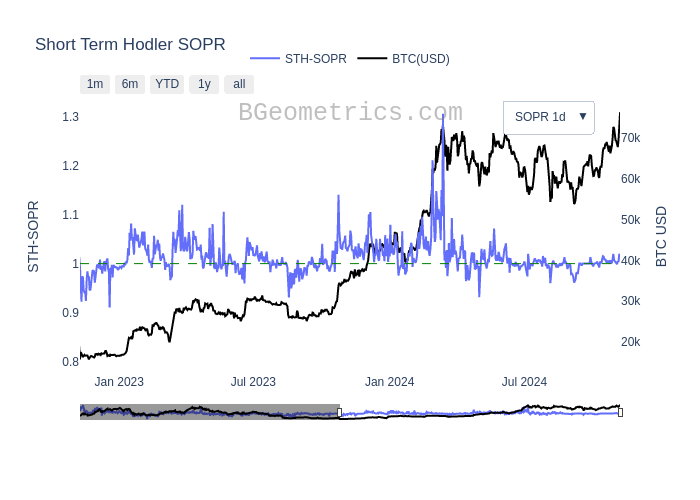 Short Term Hodler SOPR
STH-SOPR BTC(USD)
1m 6m YTD 1y all
BGeometrics.com
SOPR 1d ▼
1.3
1.2
1.1
1
0.9
0.8
STH-SOPR
70k
60k
50k
40k
30k
20k
BTC USD
Jan 2023 Jul 2023 Jan 2024 Jul 2024